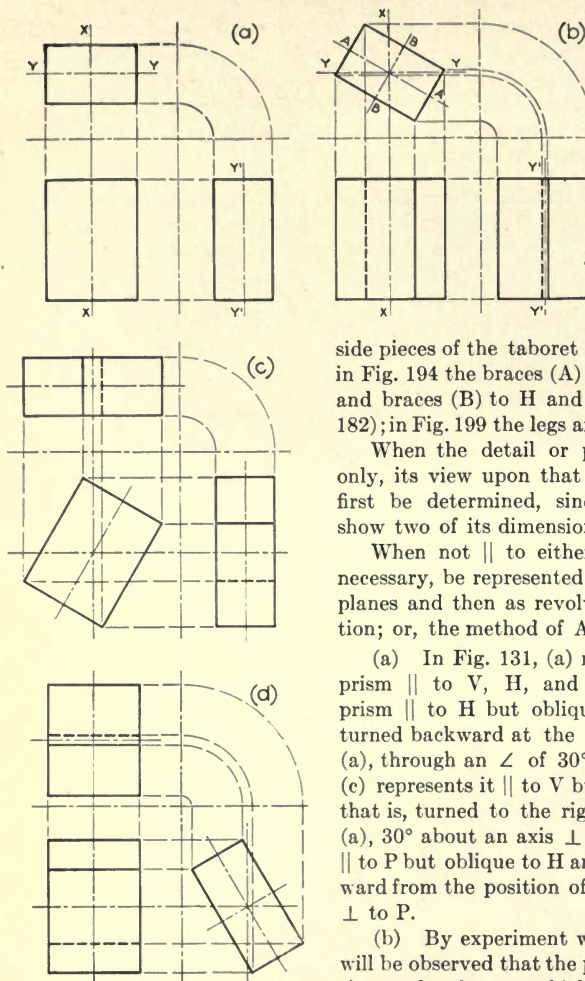 (a)
X
Y
Y
Y'
X
Y'
(b)
X
B
A
Y
Y
A
B
Y'
X
Y'
(c)
(d)
side pieces of the taboret
in Fig. 194 the braces (A)
and braces (B) to H and
182); in Fig. 199 the legs a
When the detail or p
only, its view upon that
first be determined, sinc
show two of its dimension
When not || to eithe
necessary, be represented
planes and then as revol
tion; or, the method of A
(a) In Fig. 131, (a) r
prism || to V, H, and
prism || to H but obliqu
turned backward at the
(a), through an ∠ of 30°
(c) represents it || to V b
that is, turned to the rig
(a), 30° about an axis ⊥
|| to P but oblique to H an
ward from the position of
⊥ to P.
(b) By experiment w
will be observed that the p